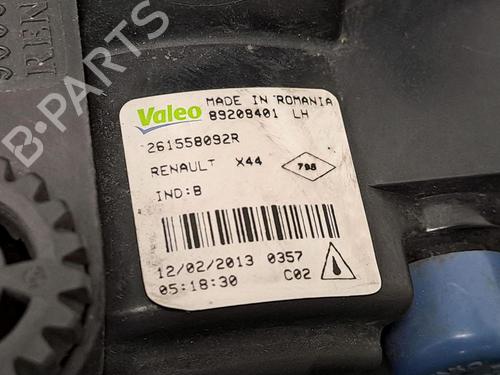 Valeo MADE IN ROMANIA
89209401 LH
261558092R
RENAULT X44 798
IND:B
12/02/2013 0357
05:18:30 C02
REN